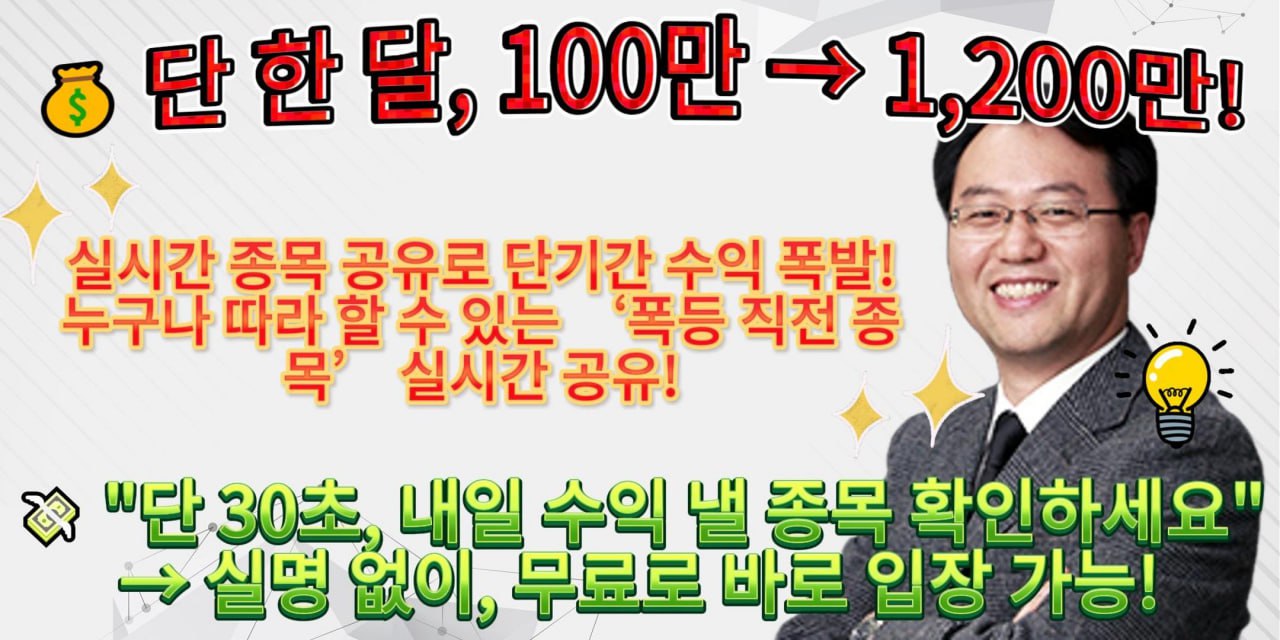 단 한 달, 100만 → 1,200만!
실시간 종목 공유로 단기간 수익 폭발!
누구나 따라 할 수 있는 ‘폭등 직전 종
목’ 실시간 공유!
"단 30초, 내일 수익 낼 종목 확인하세요"
→ 실명 없이, 무료로 바로 입장 가능!